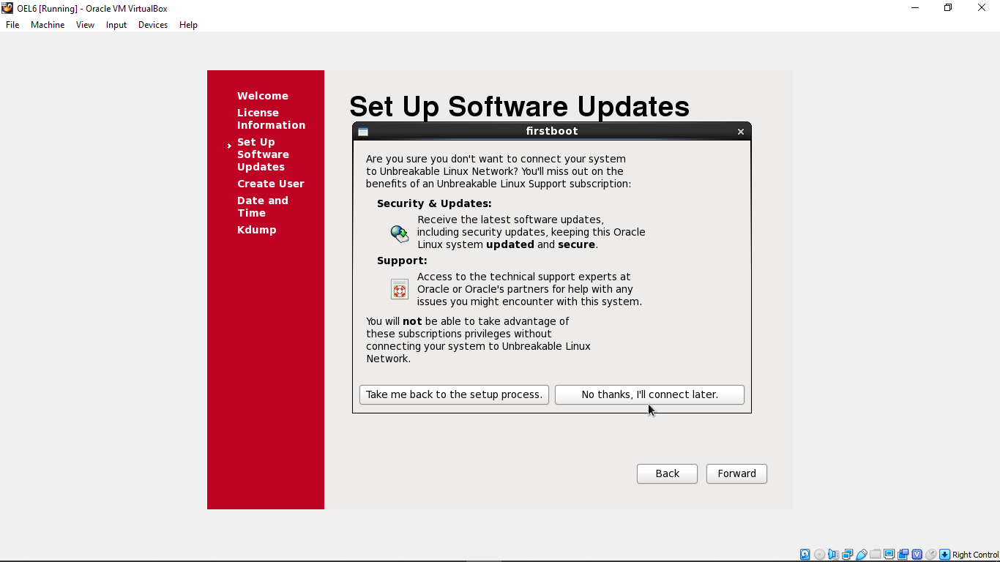 OEL6 [Running] - Oracle VM VirtualBox
File Machine View Input Devices Help
Welcome
License
Information
Set Up
Software
Updates
Create User
Date and
Time
Kdump
Set Up Software Updates
firstboot
Are you sure you don't want to connect your system
to Unbreakable Linux Network? You'll miss out on the
benefits of an Unbreakable Linux Support subscription:
Security & Updates:
Receive the latest software updates,
including security updates, keeping this Oracle
Linux system updated and secure.
Support:
Access to the technical support experts at
Oracle or Oracle's partners for help with any
issues you might encounter with this system.
You will not be able to take advantage of
these subscriptions privileges without
connecting your system to Unbreakable Linux
Network.
Take me back to the setup process. No thanks, I'll connect later.
Back Forward
Right Control